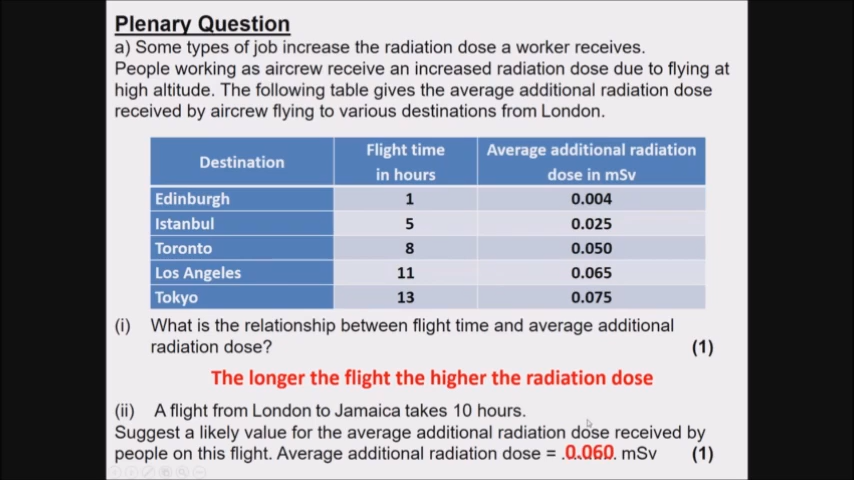 Plenary Question
a) Some types of job increase the radiation dose a worker receives.
People working as aircrew receive an increased radiation dose due to flying at
high altitude. The following table gives the average additional radiation dose
received by aircrew flying to various destinations from London.
Destination Flight time in hours Average additional radiation dose in mSv
Edinburgh 1 0.004
Istanbul 5 0.025
Toronto 8 0.050
Los Angeles 11 0.065
Tokyo 13 0.075
(i) What is the relationship between flight time and average additional
radiation dose? (1)
The longer the flight the higher the radiation dose
(ii) A flight from London to Jamaica takes 10 hours.
Suggest a likely value for the average additional radiation dose received by
people on this flight. Average additional radiation dose = .0.060. mSv (1)